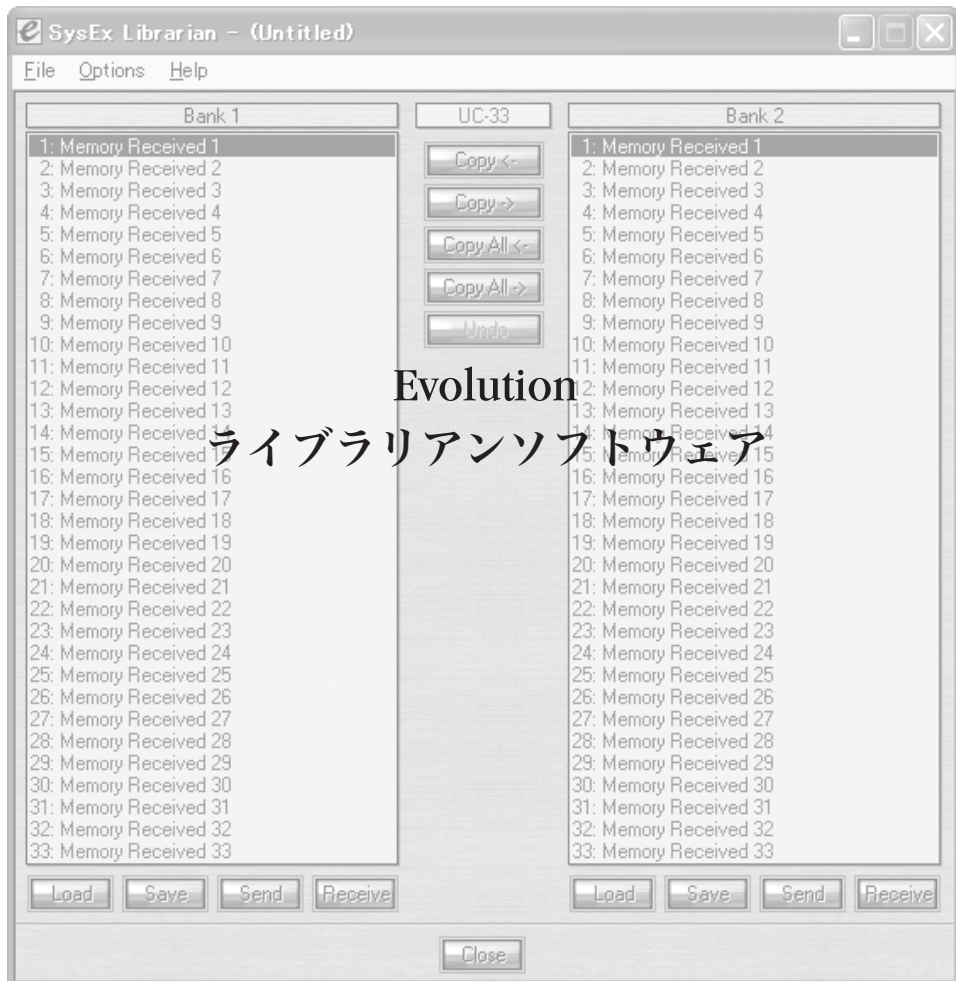 SysEx Librarian - (Untitled)
File Options Help
Bank 1
1: Memory Received 1
2: Memory Received 2
3: Memory Received 3
4: Memory Received 4
5: Memory Received 5
6: Memory Received 6
7: Memory Received 7
8: Memory Received 8
9: Memory Received 9
10: Memory Received 10
11: Memory Received 11
12: Memory Received 12
13: Memory Received 13
14: Memory Received 14
15: Memory Received 15
16: Memory Received 16
17: Memory Received 17
18: Memory Received 18
19: Memory Received 19
20: Memory Received 20
21: Memory Received 21
22: Memory Received 22
23: Memory Received 23
24: Memory Received 24
25: Memory Received 25
26: Memory Received 26
27: Memory Received 27
28: Memory Received 28
29: Memory Received 29
30: Memory Received 30
31: Memory Received 31
32: Memory Received 32
33: Memory Received 33
Load Save Send Receive
UC-33
Copy <-
Copy ->
Copy All <-
Copy All ->
Undo
Evolution
ライブラリアンソフトウェア
Bank 2
1: Memory Received 1
2: Memory Received 2
3: Memory Received 3
4: Memory Received 4
5: Memory Received 5
6: Memory Received 6
7: Memory Received 7
8: Memory Received 8
9: Memory Received 9
10: Memory Received 10
11: Memory Received 11
12: Memory Received 12
13: Memory Received 13
14: Memory Received 14
15: Memory Received 15
16: Memory Received 16
17: Memory Received 17
18: Memory Received 18
19: Memory Received 19
20: Memory Received 20
21: Memory Received 21
22: Memory Received 22
23: Memory Received 23
24: Memory Received 24
25: Memory Received 25
26: Memory Received 26
27: Memory Received 27
28: Memory Received 28
29: Memory Received 29
30: Memory Received 30
31: Memory Received 31
32: Memory Received 32
33: Memory Received 33
Load Save Send Receive
Close